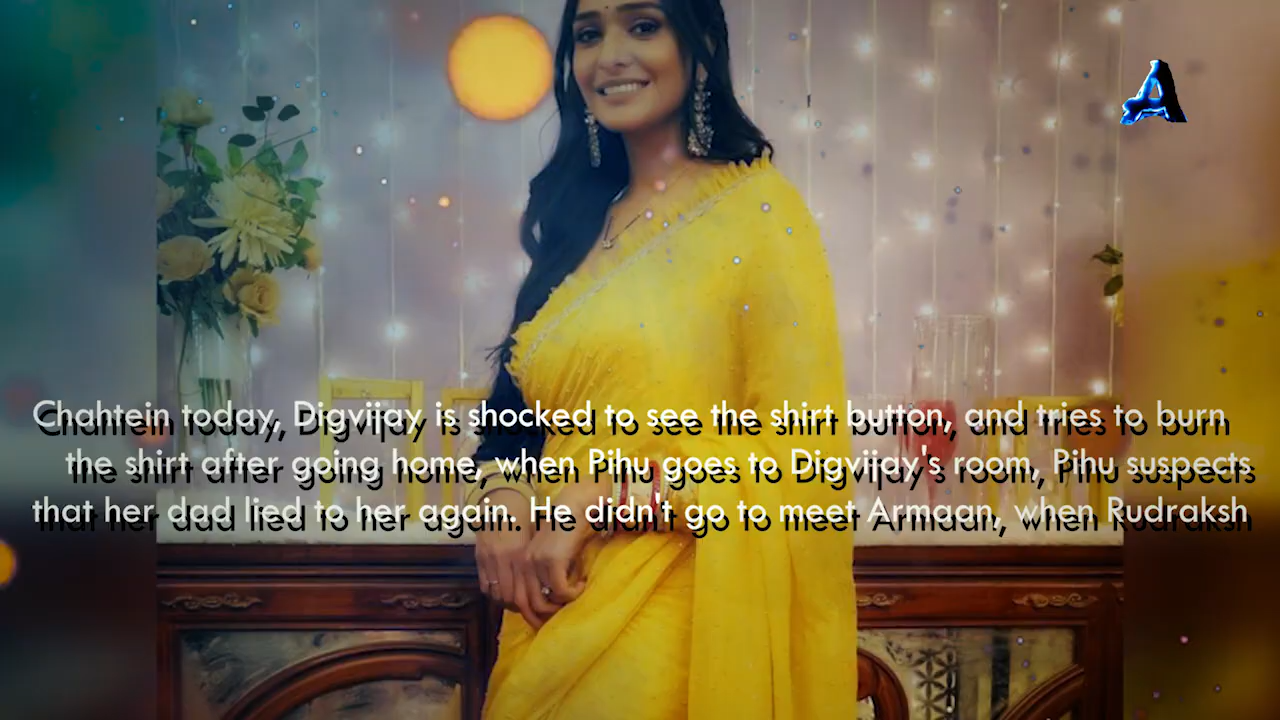 A
Chahtein today, Digvijay is shocked to see the shirt button, and tries to burn
the shirt after going home, when Pihu goes to Digvijay's room, Pihu suspects
that her dad lied to her again. He didn't go to meet Armaan, when Rudraksh